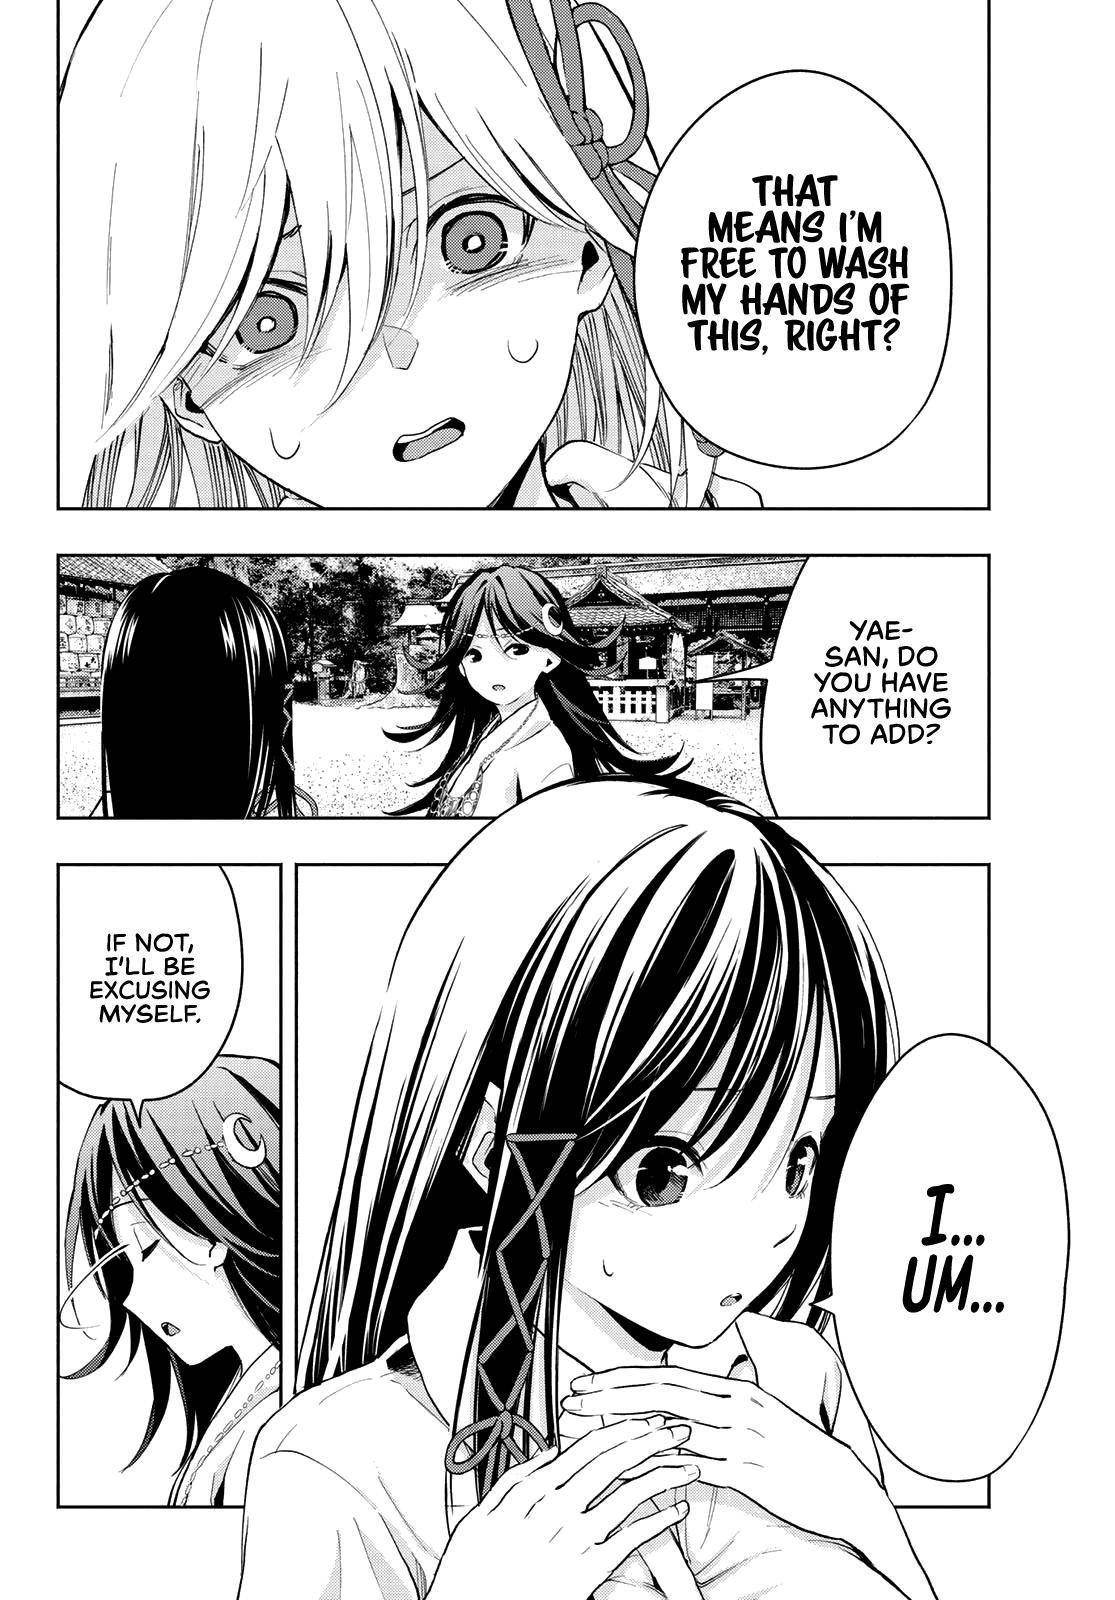 THAT
MEANS I'M
FREE TO WASH
MY HANDS OF
THIS, RIGHT?
YAE-
SAN, DO
YOU HAVE
ANYTHING
TO ADD?
I...
UM...
IF NOT,
I'LL BE
EXCUSING
MYSELF.